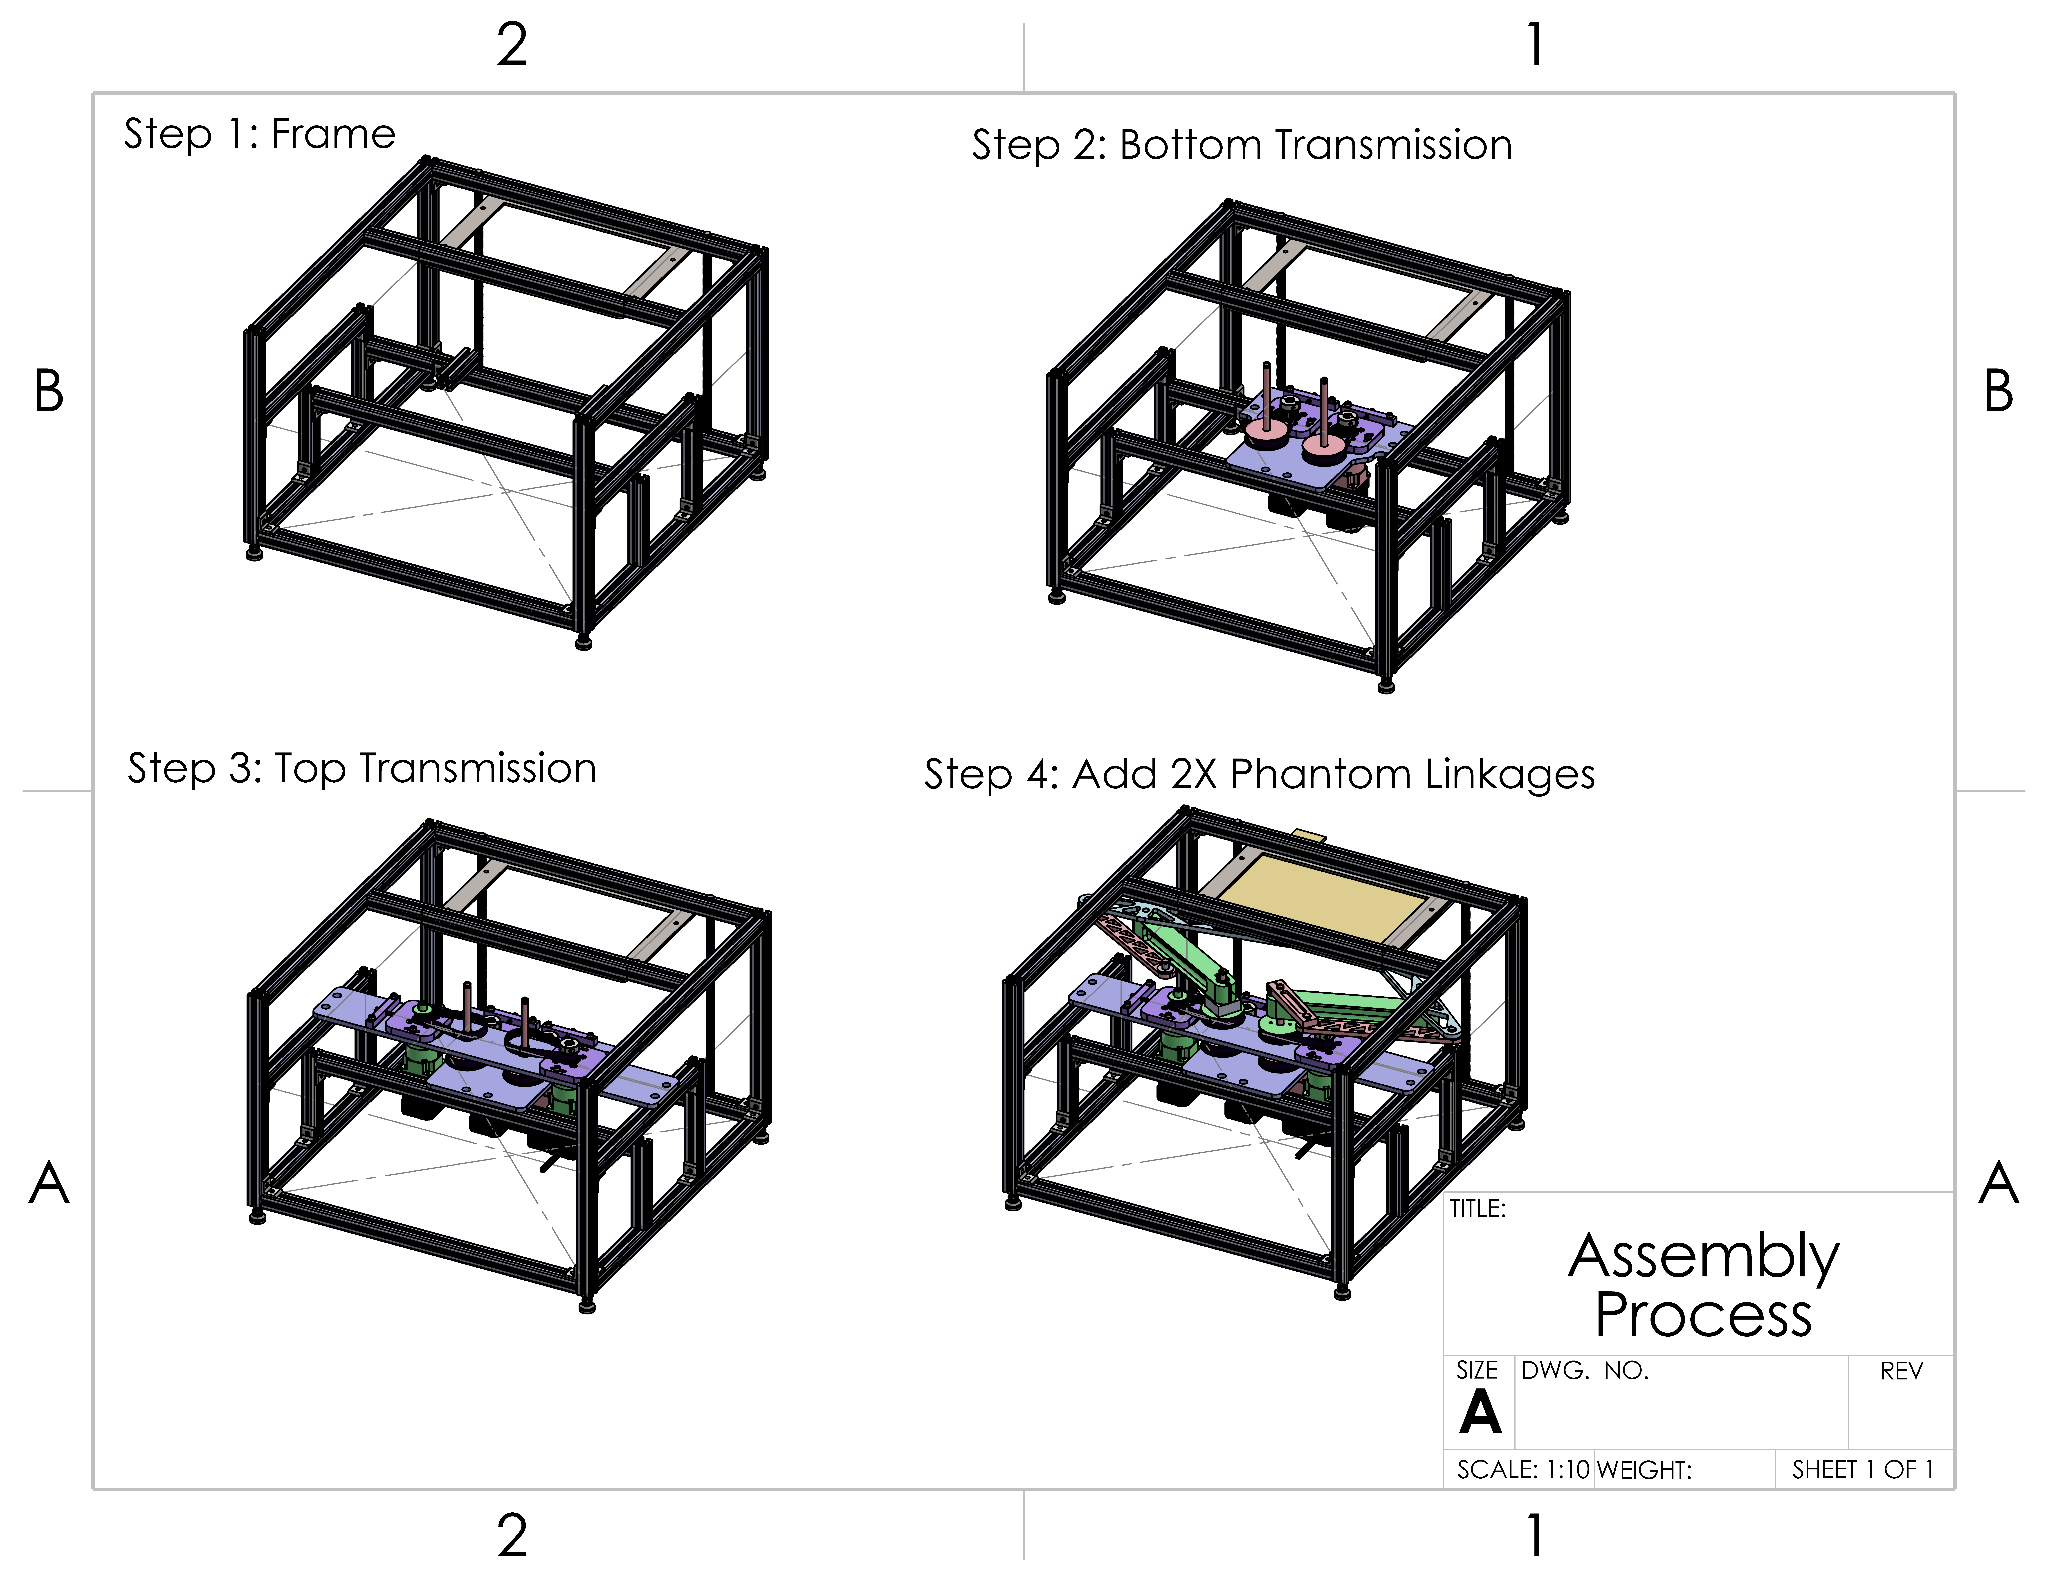 2 1
Step 1: Frame
Step 2: Bottom Transmission
B B
Step 3: Top Transmission
Step 4: Add 2X Phantom Linkages
A A
TITLE:
Assembly
Process
SIZE DWG. NO. REV
A
SCALE: 1:10 WEIGHT: SHEET 1 OF 1
2 1